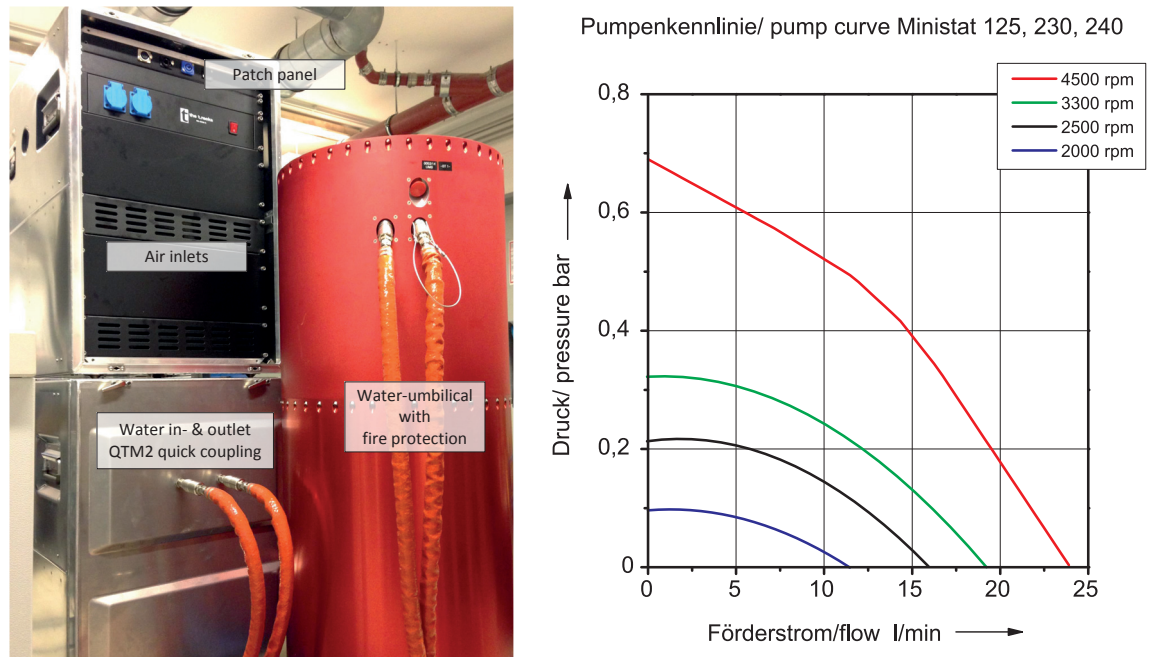 Patch panel
Air inlets
Water in- & outlet
QTM2 quick coupling
Water-umbilical
with
fire protection
Pumpenkennlinie/ pump curve Ministat 125, 230, 240
4500 rpm
3300 rpm
2500 rpm
2000 rpm
Druck/ pressure bar
0,8
0,6
0,4
0,2
0
0 5 10 15 20 25
Förderstrom/flow l/min